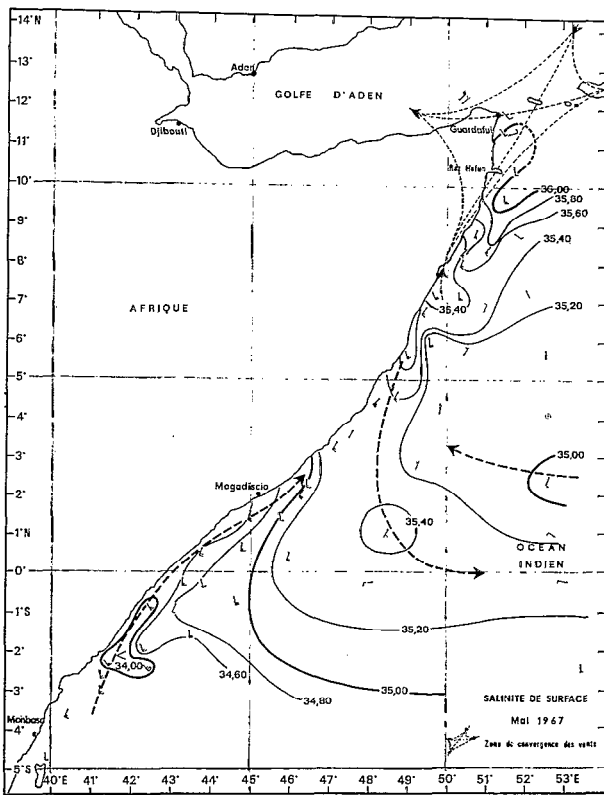 14°N
13°
12°
11°
10°
9°
8°
7°
6°
5°
4°
3°
2°
1°N
0°
1°S
2°
3°
4°
5°S
Aden
GOLFE D'ADEN
Djibouti
Guardafui
Ras Hafun
36,00
35,80
35,60
35,40
35,20
35,40
AFRIQUE
35,00
Magadiscio
35,40
OCEAN
INDIEN
35,20
34,00
34,60
34,80
35,00
Monbasa
SALINITE DE SURFACE
Mai 1967
Zone de convergence des vents
40°E 41° 42° 43° 44° 45° 46° 47° 48° 49° 50° 51° 52° 53°E